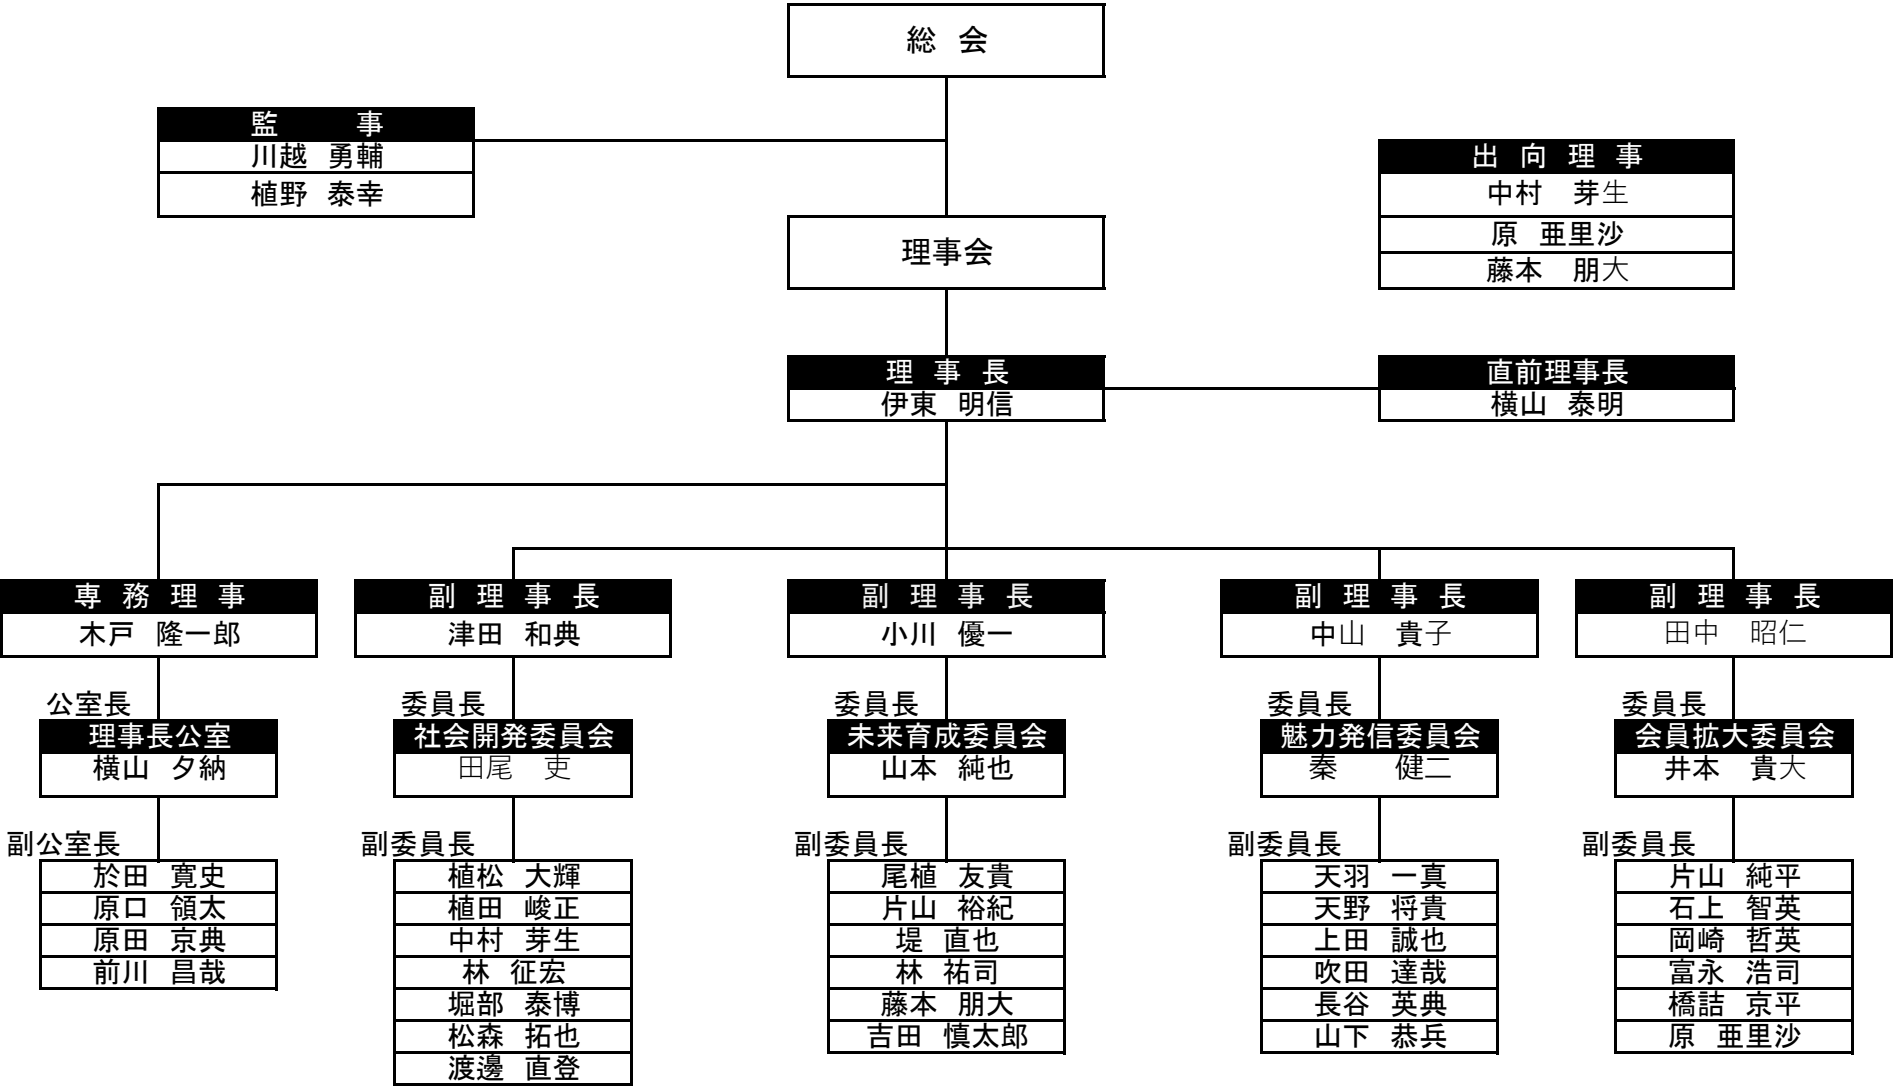 総 会
監 事
川越 勇輔
植野 泰幸
出 向 理 事
中村 芽生
原 亜里沙
藤本 朋大
理事会
理 事 長
伊東 明信
直前理事長
横山 泰明
専 務 理 事
木戸 隆一郎
公室長
理事長公室
横山 夕納
副公室長
於田 寛史
原口 領太
原田 京典
前川 昌哉
副 理 事 長
津田 和典
委員長
社会開発委員会
田尾 吏
副委員長
植松 大輝
植田 峻正
中村 芽生
林 征宏
堀部 泰博
松森 拓也
渡邊 直登
副 理 事 長
小川 優一
委員長
未来育成委員会
山本 純也
副委員長
尾植 友貴
片山 裕紀
堤 直也
林 祐司
藤本 朋大
吉田 慎太郎
副 理 事 長
中山 貴子
委員長
魅力発信委員会
秦 健二
副委員長
天羽 一真
天野 将貴
上田 誠也
吹田 達哉
長谷 英典
山下 恭兵
副 理 事 長
田中 昭仁
委員長
会員拡大委員会
井本 貴大
副委員長
片山 純平
石上 智英
岡崎 哲英
富永 浩司
橋詰 京平
原 亜里沙